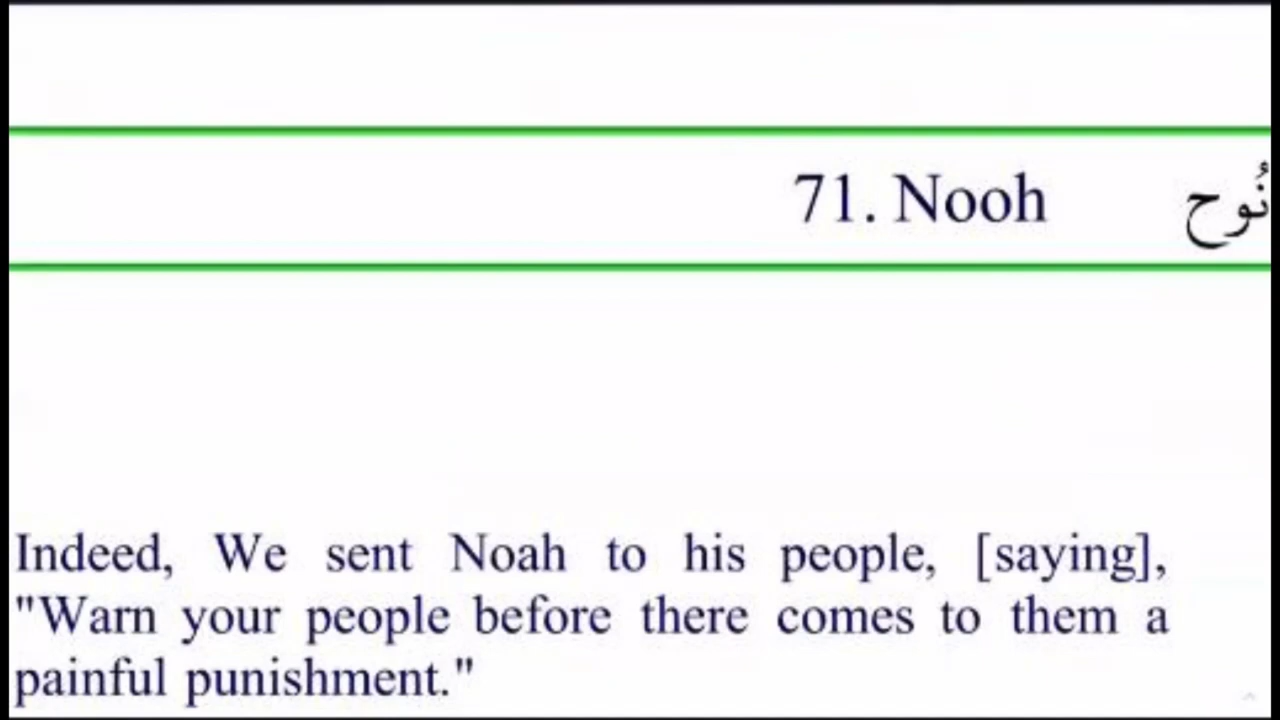 71. Nooh نُوح
Indeed, We sent Noah to his people, [saying],
"Warn your people before there comes to them a
painful punishment."